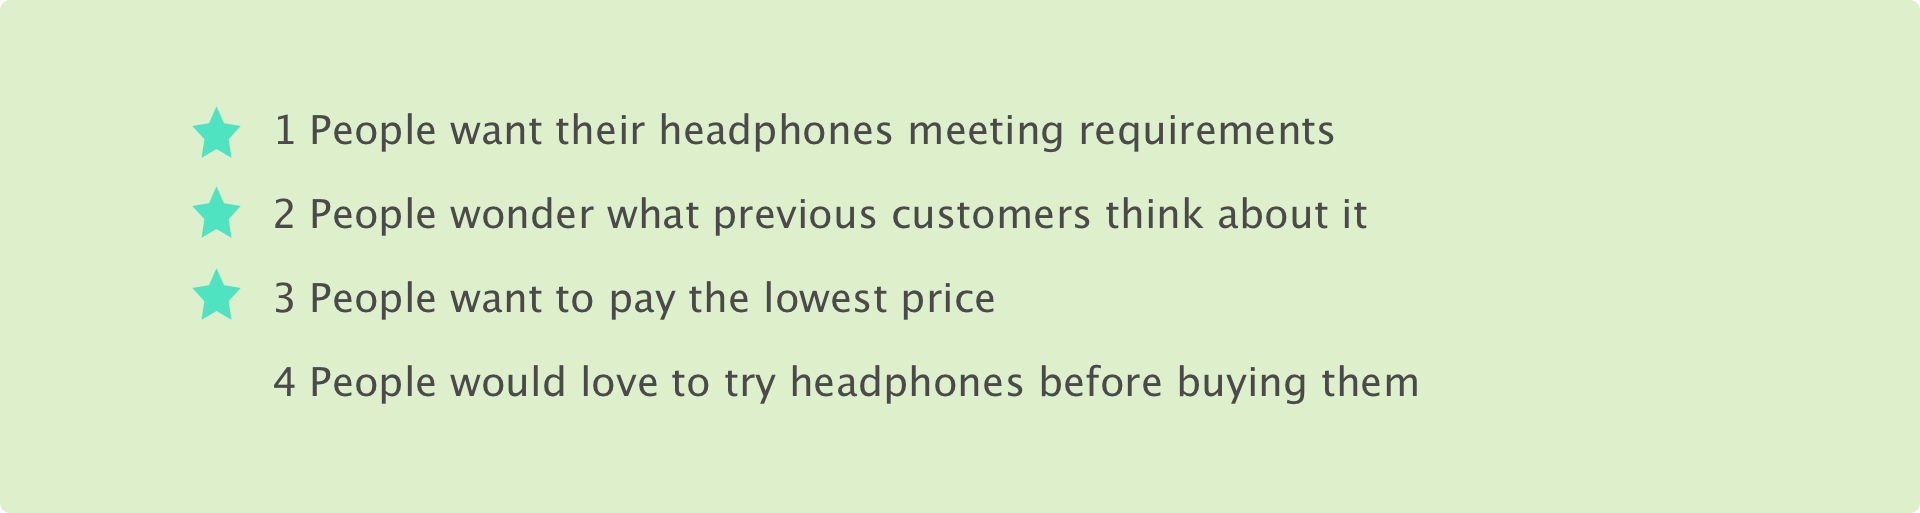 1 People want their headphones meeting requirements
2 People wonder what previous customers think about it
3 People want to pay the lowest price
4 People would love to try headphones before buying them